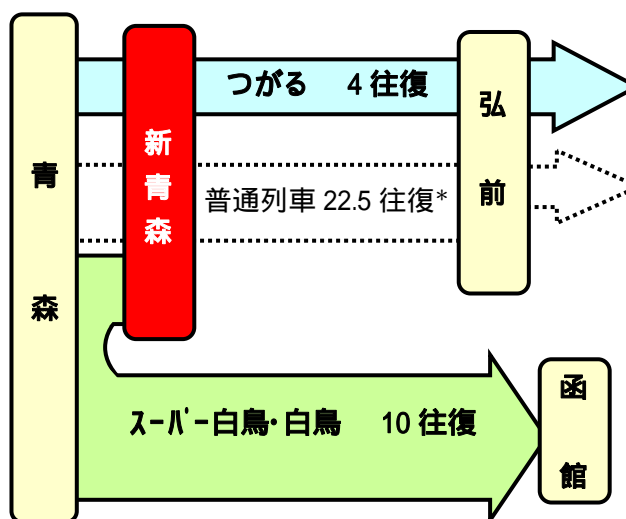 青森
新青森
つがる 4往復
弘前
普通列車 22.5往復*
ｽｰﾊﾟｰ白鳥･白鳥 10往復
函館